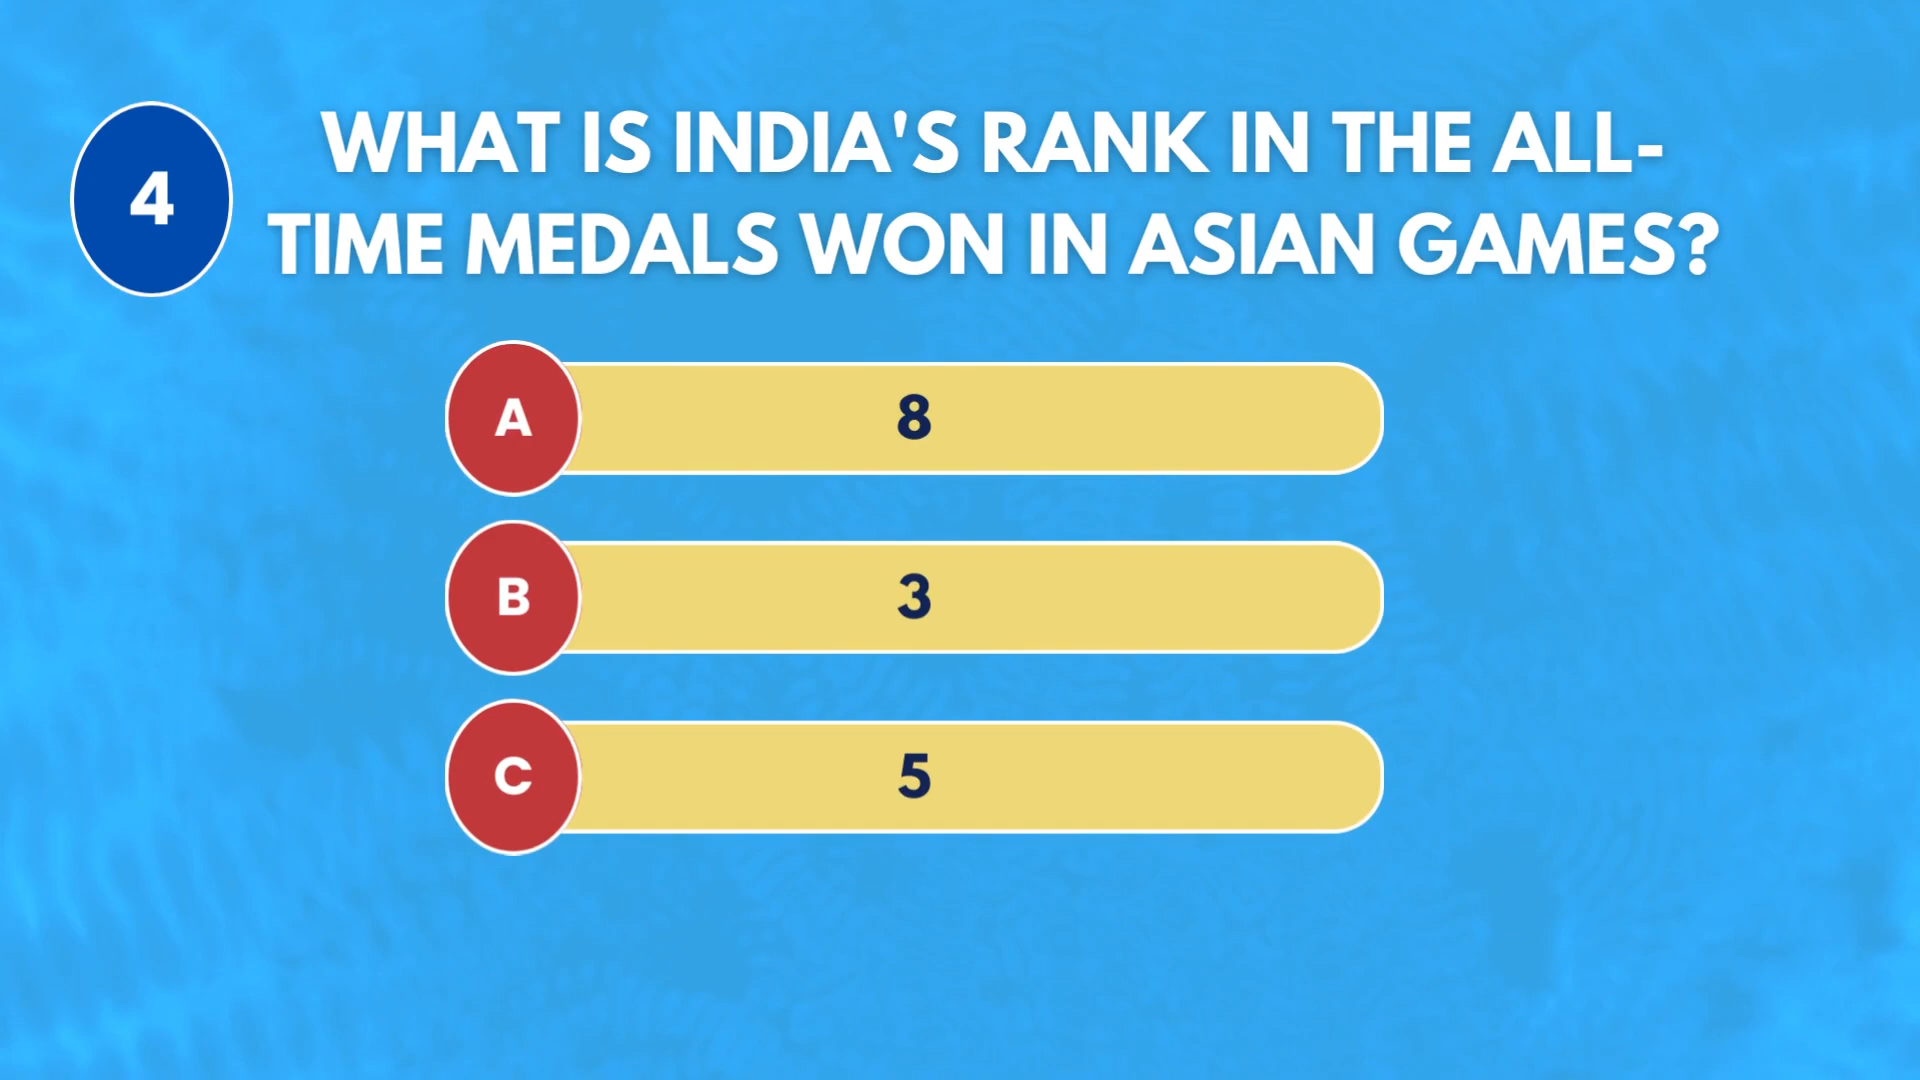 4
WHAT IS INDIA'S RANK IN THE ALL-
TIME MEDALS WON IN ASIAN GAMES?
A
8
B
3
C
5